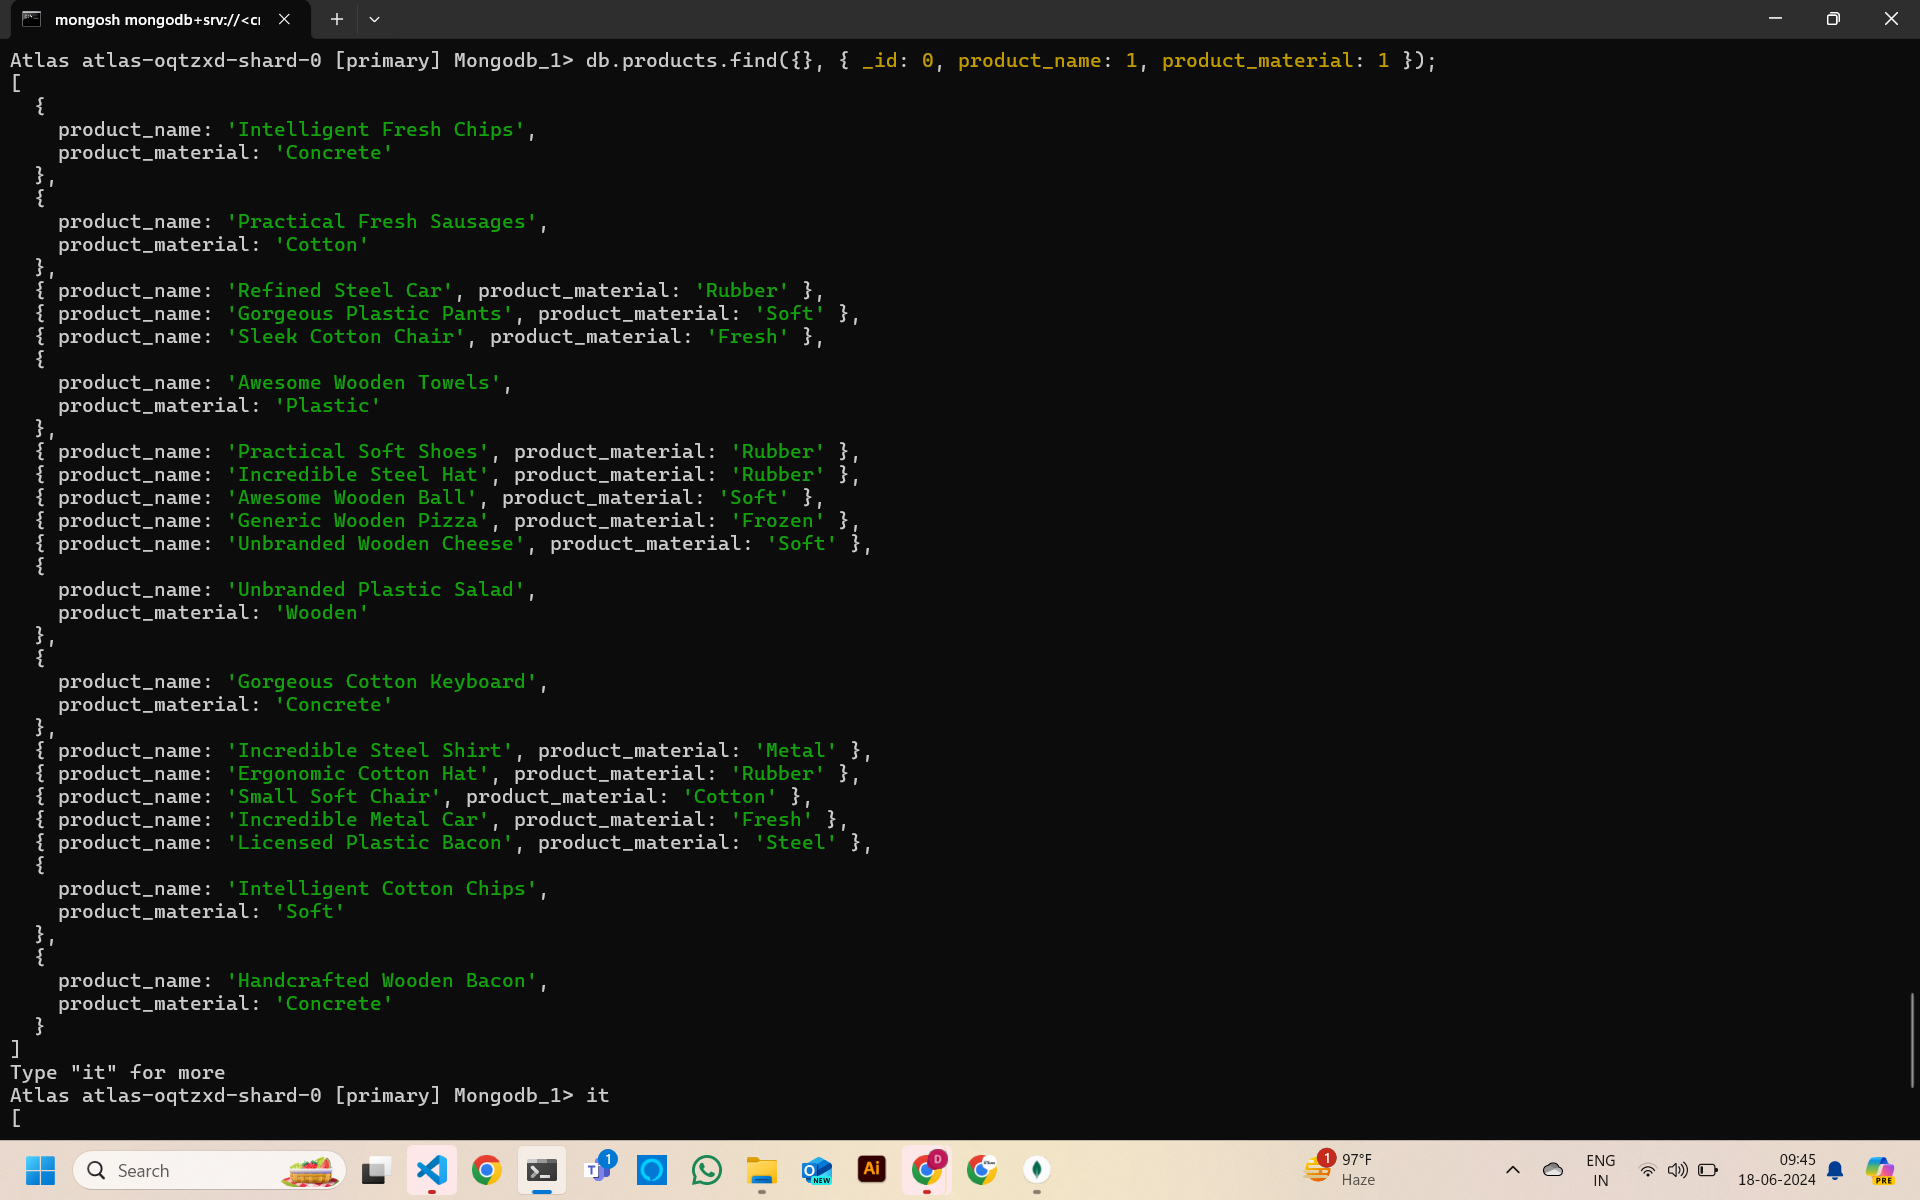 mongosh mongodb+srv://<cr
Atlas atlas-oqtzxd-shard-0 [primary] Mongodb_1> db.products.find({}, { _id: 0, product_name: 1, product_material: 1 });
[
  {
    product_name: 'Intelligent Fresh Chips',
    product_material: 'Concrete'
  },
  {
    product_name: 'Practical Fresh Sausages',
    product_material: 'Cotton'
  },
  { product_name: 'Refined Steel Car', product_material: 'Rubber' },
  { product_name: 'Gorgeous Plastic Pants', product_material: 'Soft' },
  { product_name: 'Sleek Cotton Chair', product_material: 'Fresh' },
  {
    product_name: 'Awesome Wooden Towels',
    product_material: 'Plastic'
  },
  { product_name: 'Practical Soft Shoes', product_material: 'Rubber' },
  { product_name: 'Incredible Steel Hat', product_material: 'Rubber' },
  { product_name: 'Awesome Wooden Ball', product_material: 'Soft' },
  { product_name: 'Generic Wooden Pizza', product_material: 'Frozen' },
  { product_name: 'Unbranded Wooden Cheese', product_material: 'Soft' },
  {
    product_name: 'Unbranded Plastic Salad',
    product_material: 'Wooden'
  },
  {
    product_name: 'Gorgeous Cotton Keyboard',
    product_material: 'Concrete'
  },
  { product_name: 'Incredible Steel Shirt', product_material: 'Metal' },
  { product_name: 'Ergonomic Cotton Hat', product_material: 'Rubber' },
  { product_name: 'Small Soft Chair', product_material: 'Cotton' },
  { product_name: 'Incredible Metal Car', product_material: 'Fresh' },
  { product_name: 'Licensed Plastic Bacon', product_material: 'Steel' },
  {
    product_name: 'Intelligent Cotton Chips',
    product_material: 'Soft'
  },
  {
    product_name: 'Handcrafted Wooden Bacon',
    product_material: 'Concrete'
  }
]
Type "it" for more
Atlas atlas-oqtzxd-shard-0 [primary] Mongodb_1> it
[
Search
1
NEW
Ai
D
1
97°F
Haze
ENG
IN
09:45
18-06-2024
PRE